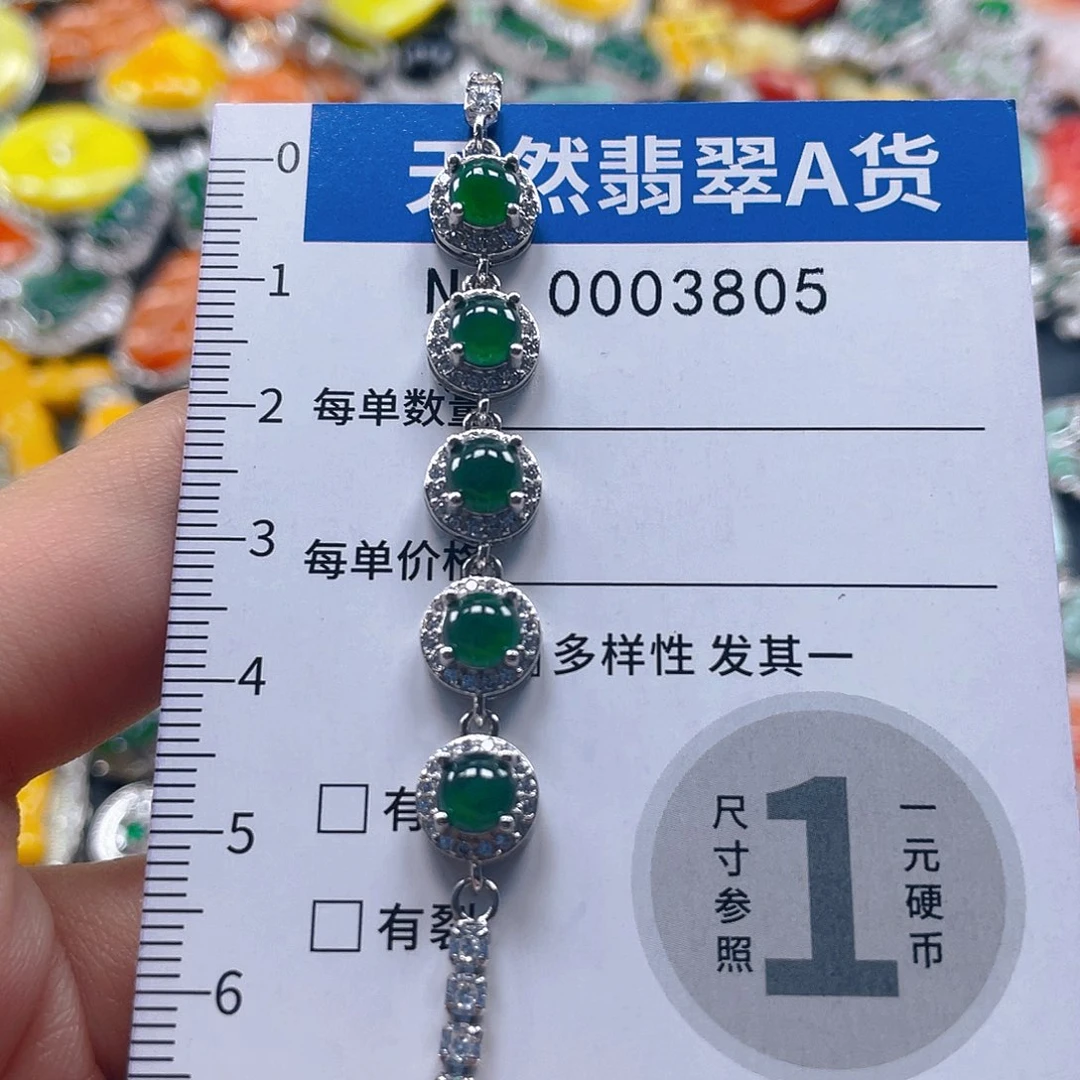 0
天然翡翠A货
0003805
1
2
每单数量
3
每单价格
多样性 发其一
4
尺寸参照
1
一元硬币
5
有
6
有裂